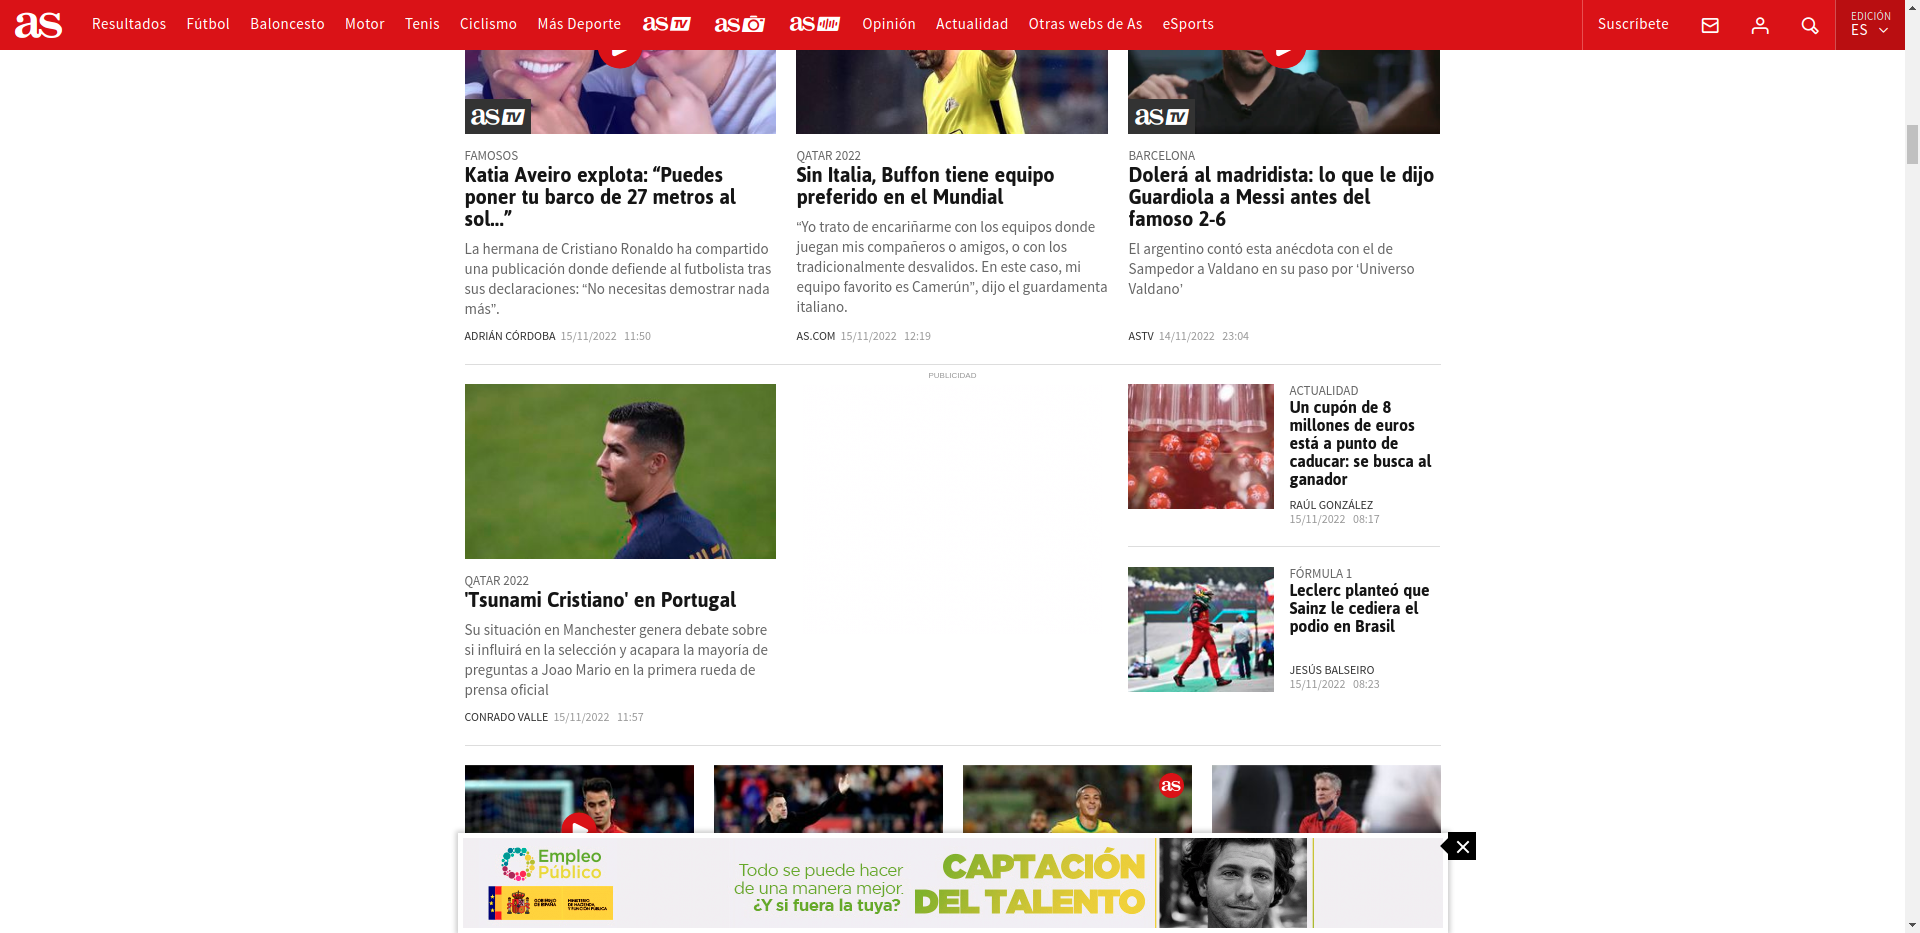 as
Resultados Fútbol Baloncesto Motor Tenis Ciclismo Más Deporte as TV as as Opinión Actualidad Otras webs de As eSports
Suscríbete
EDICIÓN
ES
as TV
FAMOSOS
Katia Aveiro explota: “Puedes
poner tu barco de 27 metros al
sol...”
La hermana de Cristiano Ronaldo ha compartido
una publicación donde defiende al futbolista tras
sus declaraciones: “No necesitas demostrar nada
más”.
ADRIÁN CÓRDOBA 15/11/2022 11:50
QATAR 2022
Sin Italia, Buffon tiene equipo
preferido en el Mundial
“Yo trato de encariñarme con los equipos donde
juegan mis compañeros o amigos, o con los
tradicionalmente desvalidos. En este caso, mi
equipo favorito es Camerún”, dijo el guardameta
italiano.
AS.COM 15/11/2022 12:19
as TV
BARCELONA
Dolerá al madridista: lo que le dijo
Guardiola a Messi antes del
famoso 2-6
El argentino contó esta anécdota con el de
Sampedor a Valdano en su paso por ‘Universo
Valdano'
ASTV 14/11/2022 23:04
PUBLICIDAD
QATAR 2022
'Tsunami Cristiano' en Portugal
Su situación en Manchester genera debate sobre
si influirá en la selección y acapara la mayoría de
preguntas a Joao Mario en la primera rueda de
prensa oficial
CONRADO VALLE 15/11/2022 11:57
ACTUALIDAD
Un cupón de 8
millones de euros
está a punto de
caducar: se busca al
ganador
RAÚL GONZÁLEZ
15/11/2022 08:17
FÓRMULA 1
Leclerc planteó que
Sainz le cediera el
podio en Brasil
JESÚS BALSEIRO
15/11/2022 08:23
as
Empleo
Público
GOBIERNO
DE ESPAÑA
MINISTERIO
DE HACIENDA
Y FUNCIÓN PÚBLICA
Todo se puede hacer
de una manera mejor.
¿Y si fuera la tuya?
CAPTACIÓN
DEL TALENTO